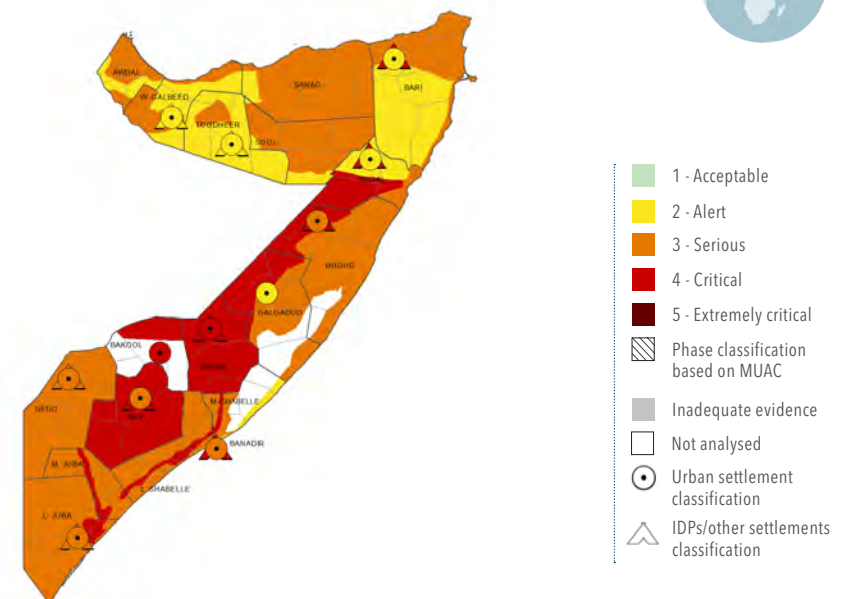 AWDAL
W. GALBEED
TOGDHEER
SOOL
SANAG
BARI
MUDUG
GALGADUD
BAKOOL
GEDO
BAY
M. SHABELLE
BANADIR
M. JUBA
L. SHABELLE
L. JUBA
1 - Acceptable
2 - Alert
3 - Serious
4 - Critical
5 - Extremely critical
Phase classification
based on MUAC
Inadequate evidence
Not analysed
Urban settlement
classification
IDPs/other settlements
classification